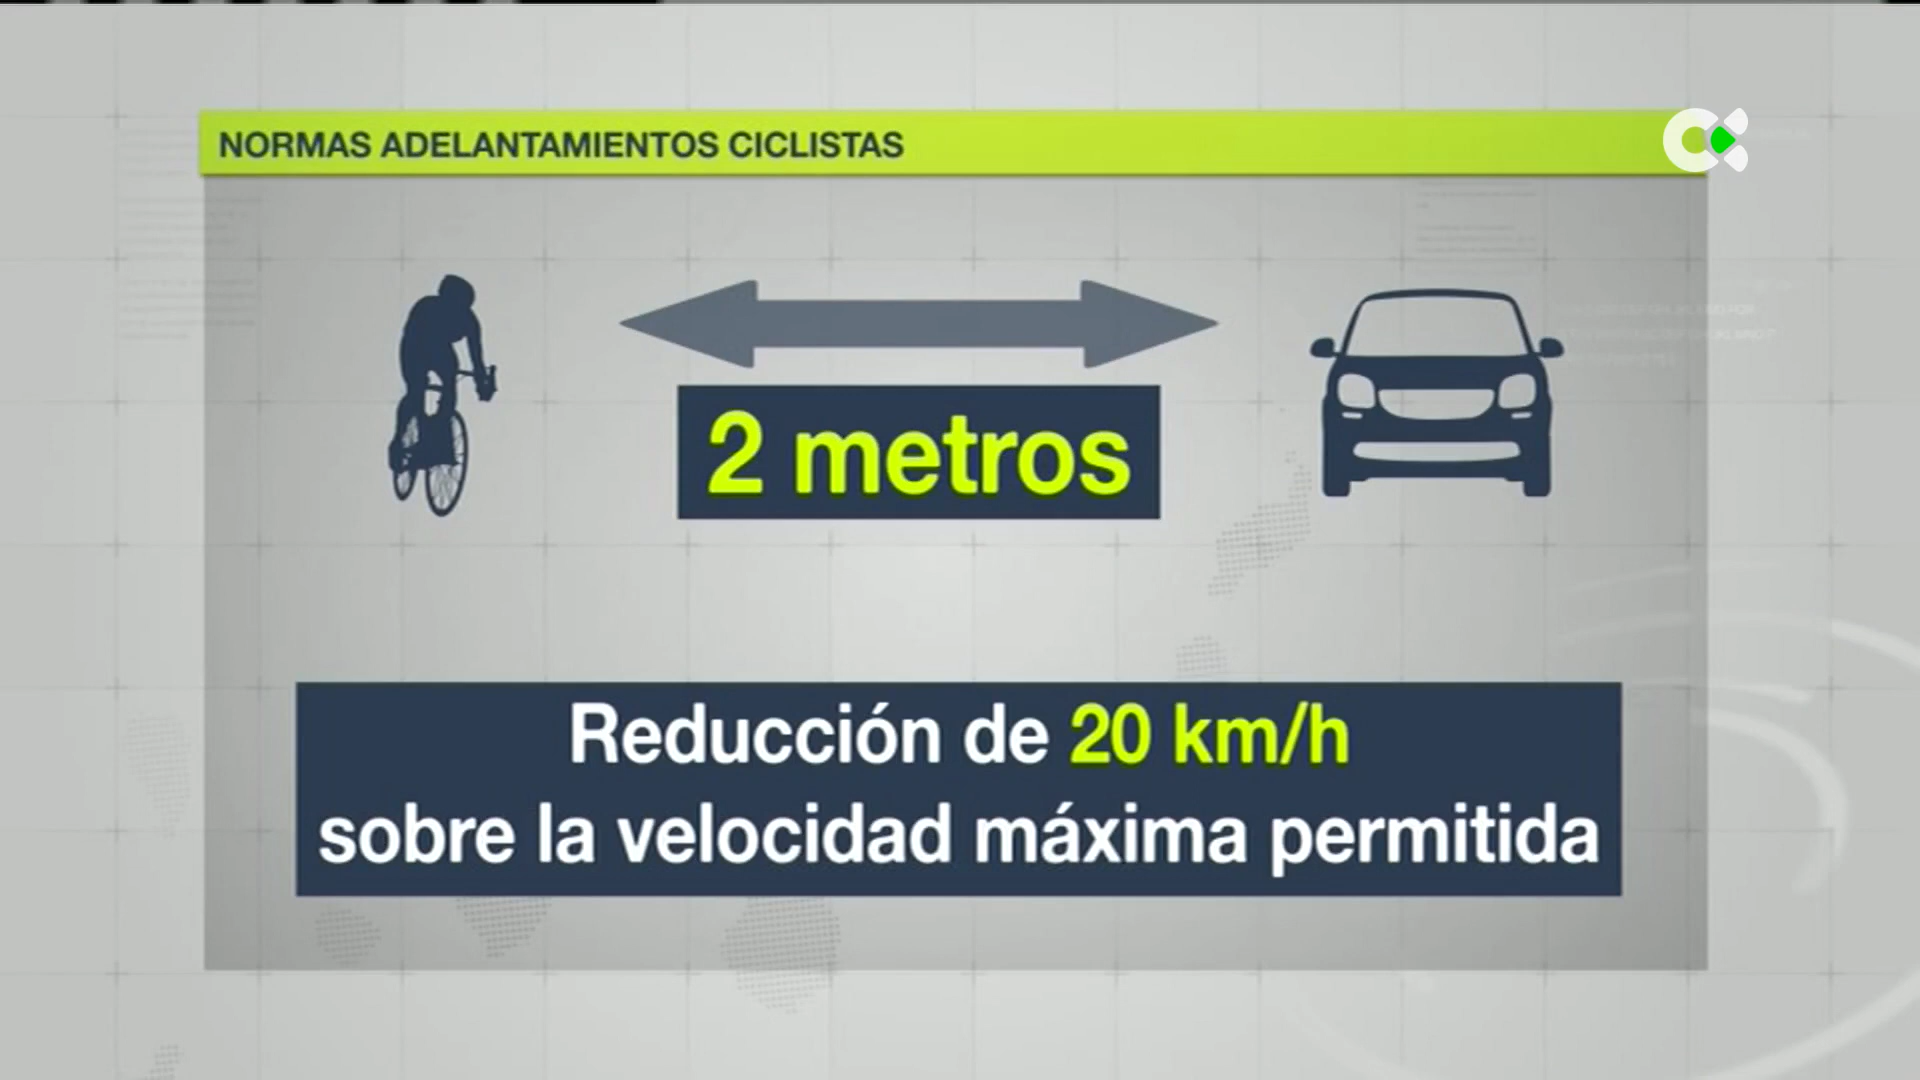 NORMAS ADELANTAMIENTOS CICLISTAS
2 metros
Reducción de 20 km/h
sobre la velocidad máxima permitida